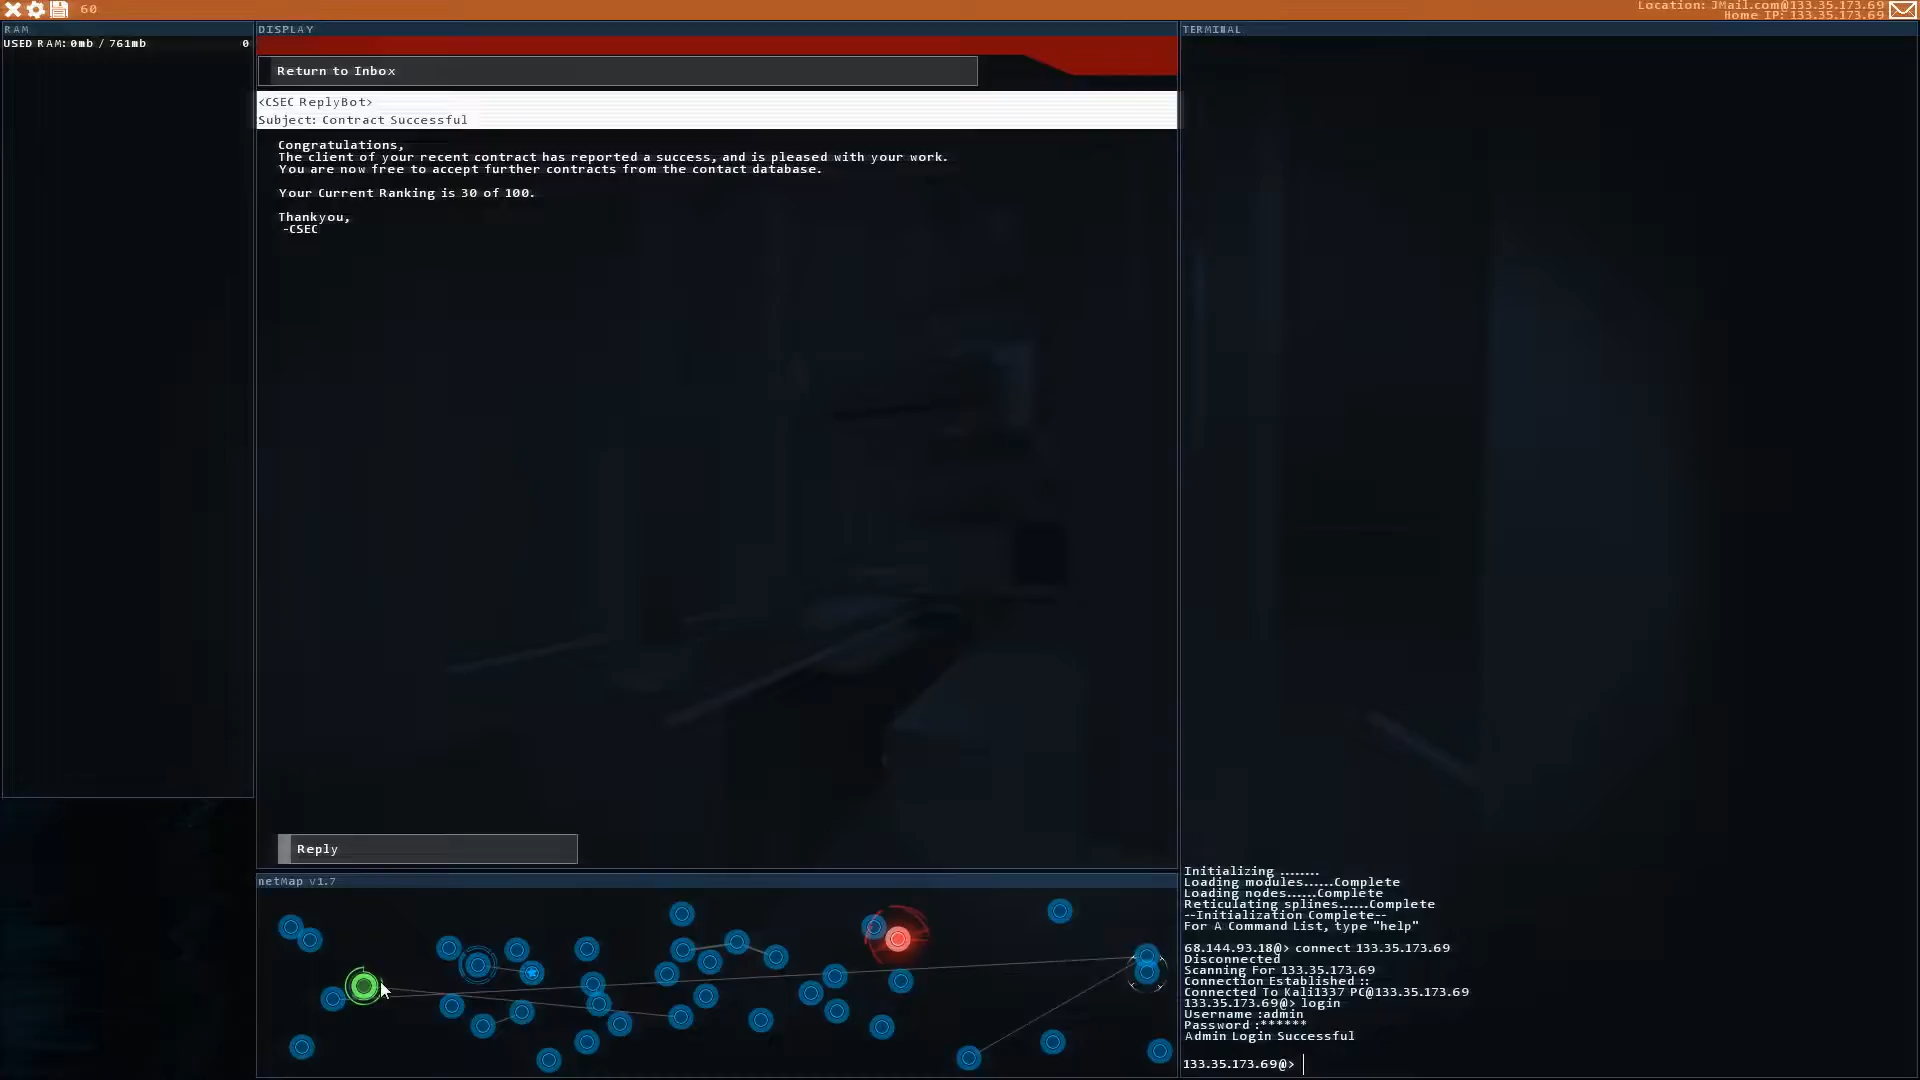 60
Location: JMail.com@133.35.173.69
Home IP: 133.35.173.69
RAM
USED RAM: 0mb / 761mb 0
DISPLAY
Return to Inbox
<CSEC ReplyBot>
Subject: Contract Successful
Congratulations,
The client of your recent contract has reported a success, and is pleased with your work.
You are now free to accept further contracts from the contact database.
Your Current Ranking is 30 of 100.
Thankyou,
-CSEC
Reply
netMap v1.7
TERMINAL
Initializing ........
Loading modules......Complete
Loading nodes......Complete
Reticulating splines......Complete
--Initialization Complete--
For A Command List, type "help"
68.144.93.18@> connect 133.35.173.69
Disconnected
Scanning For 133.35.173.69
Connection Established ::
Connected To Kali1337 PC@133.35.173.69
133.35.173.69@> login
Username :admin
Password :******
Admin Login Successful
133.35.173.69@>